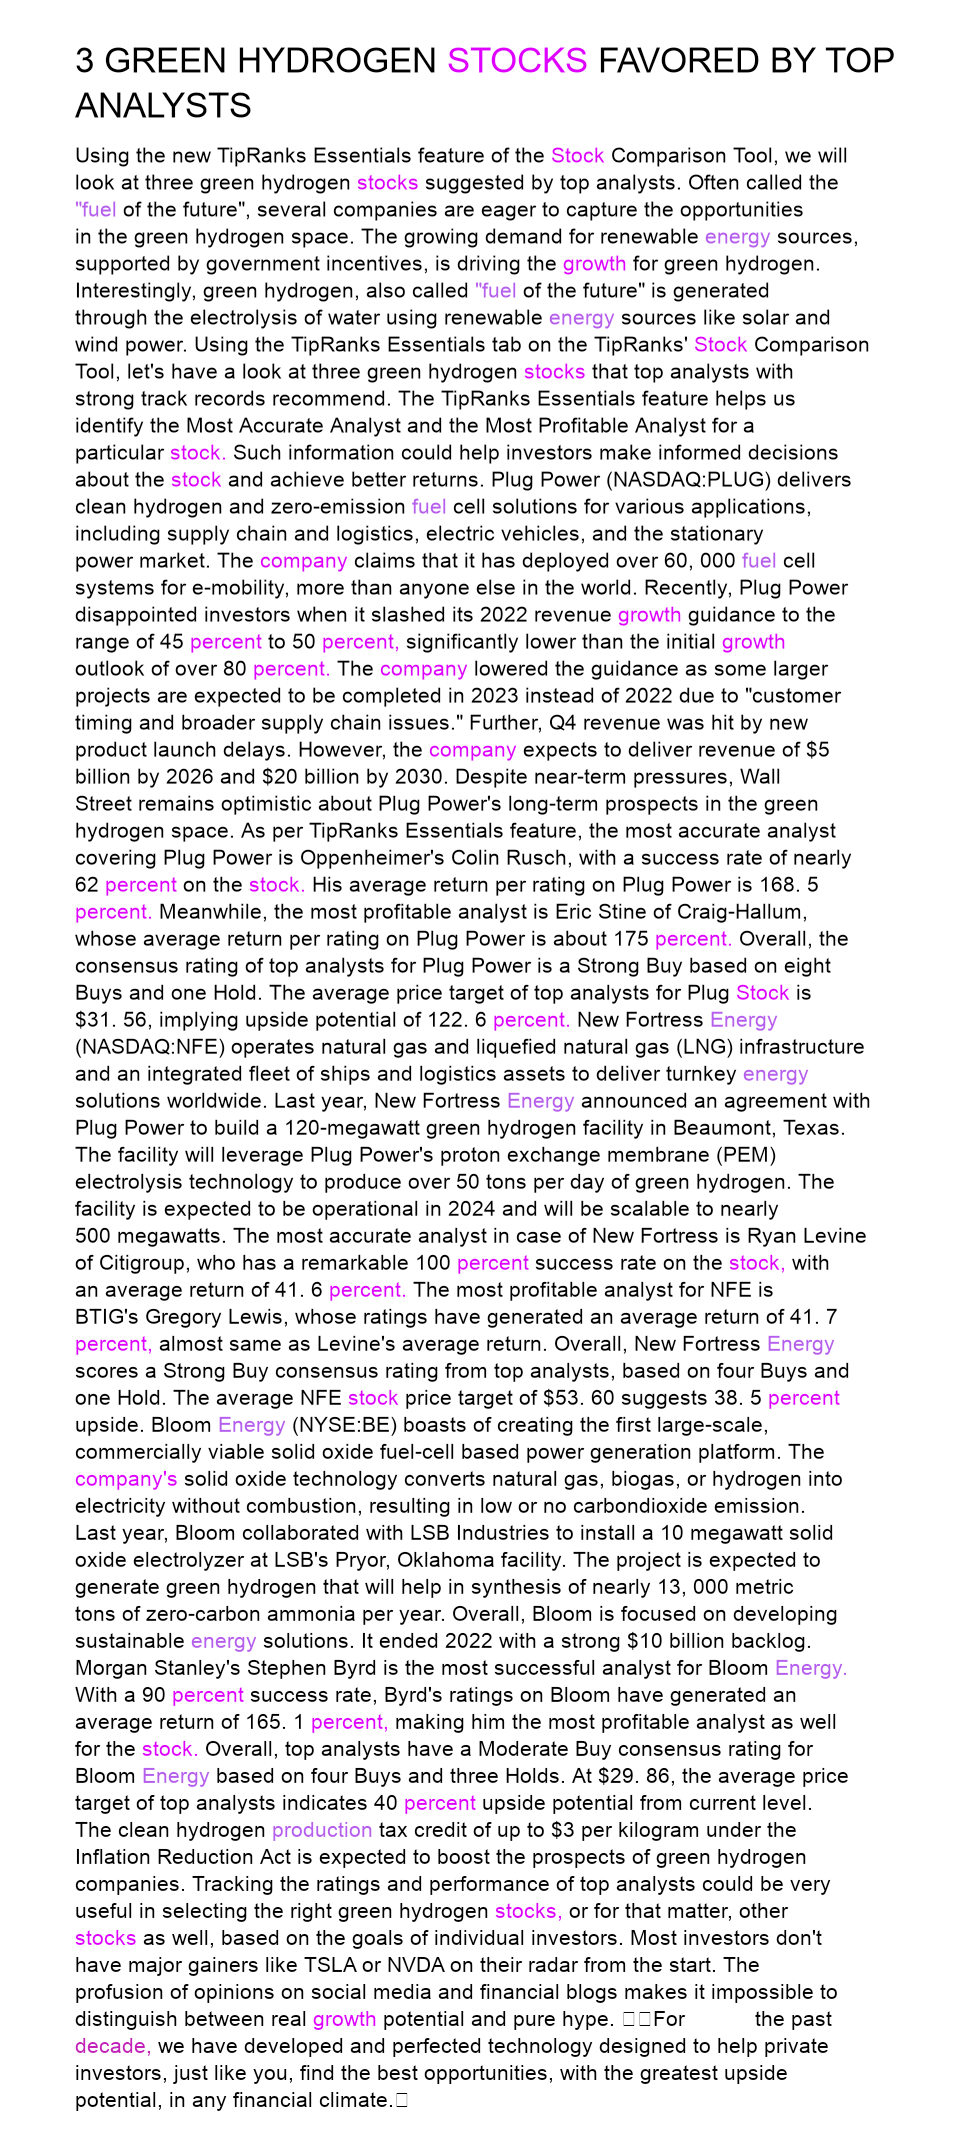 3 GREEN HYDROGEN STOCKS FAVORED BY TOP
ANALYSTS
Using the new TipRanks Essentials feature of the Stock Comparison Tool, we will
look at three green hydrogen stocks suggested by top analysts. Often called the
"fuel of the future", several companies are eager to capture the opportunities
in the green hydrogen space. The growing demand for renewable energy sources,
supported by government incentives, is driving the growth for green hydrogen.
Interestingly, green hydrogen, also called "fuel of the future" is generated
through the electrolysis of water using renewable energy sources like solar and
wind power. Using the TipRanks Essentials tab on the TipRanks' Stock Comparison
Tool, let's have a look at three green hydrogen stocks that top analysts with
strong track records recommend. The TipRanks Essentials feature helps us
identify the Most Accurate Analyst and the Most Profitable Analyst for a
particular stock. Such information could help investors make informed decisions
about the stock and achieve better returns. Plug Power (NASDAQ:PLUG) delivers
clean hydrogen and zero-emission fuel cell solutions for various applications,
including supply chain and logistics, electric vehicles, and the stationary
power market. The company claims that it has deployed over 60, 000 fuel cell
systems for e-mobility, more than anyone else in the world. Recently, Plug Power
disappointed investors when it slashed its 2022 revenue growth guidance to the
range of 45 percent to 50 percent, significantly lower than the initial growth
outlook of over 80 percent. The company lowered the guidance as some larger
projects are expected to be completed in 2023 instead of 2022 due to "customer
timing and broader supply chain issues." Further, Q4 revenue was hit by new
product launch delays. However, the company expects to deliver revenue of $5
billion by 2026 and $20 billion by 2030. Despite near-term pressures, Wall
Street remains optimistic about Plug Power's long-term prospects in the green
hydrogen space. As per TipRanks Essentials feature, the most accurate analyst
covering Plug Power is Oppenheimer's Colin Rusch, with a success rate of nearly
62 percent on the stock. His average return per rating on Plug Power is 168. 5
percent. Meanwhile, the most profitable analyst is Eric Stine of Craig-Hallum,
whose average return per rating on Plug Power is about 175 percent. Overall, the
consensus rating of top analysts for Plug Power is a Strong Buy based on eight
Buys and one Hold. The average price target of top analysts for Plug Stock is
$31. 56, implying upside potential of 122. 6 percent. New Fortress Energy
(NASDAQ:NFE) operates natural gas and liquefied natural gas (LNG) infrastructure
and an integrated fleet of ships and logistics assets to deliver turnkey energy
solutions worldwide. Last year, New Fortress Energy announced an agreement with
Plug Power to build a 120-megawatt green hydrogen facility in Beaumont, Texas.
The facility will leverage Plug Power's proton exchange membrane (PEM)
electrolysis technology to produce over 50 tons per day of green hydrogen. The
facility is expected to be operational in 2024 and will be scalable to nearly
500 megawatts. The most accurate analyst in case of New Fortress is Ryan Levine
of Citigroup, who has a remarkable 100 percent success rate on the stock, with
an average return of 41. 6 percent. The most profitable analyst for NFE is
BTIG's Gregory Lewis, whose ratings have generated an average return of 41. 7
percent, almost same as Levine's average return. Overall, New Fortress Energy
scores a Strong Buy consensus rating from top analysts, based on four Buys and
one Hold. The average NFE stock price target of $53. 60 suggests 38. 5 percent
upside. Bloom Energy (NYSE:BE) boasts of creating the first large-scale,
commercially viable solid oxide fuel-cell based power generation platform. The
company's solid oxide technology converts natural gas, biogas, or hydrogen into
electricity without combustion, resulting in low or no carbondioxide emission.
Last year, Bloom collaborated with LSB Industries to install a 10 megawatt solid
oxide electrolyzer at LSB's Pryor, Oklahoma facility. The project is expected to
generate green hydrogen that will help in synthesis of nearly 13, 000 metric
tons of zero-carbon ammonia per year. Overall, Bloom is focused on developing
sustainable energy solutions. It ended 2022 with a strong $10 billion backlog.
Morgan Stanley's Stephen Byrd is the most successful analyst for Bloom Energy.
With a 90 percent success rate, Byrd's ratings on Bloom have generated an
average return of 165. 1 percent, making him the most profitable analyst as well
for the stock. Overall, top analysts have a Moderate Buy consensus rating for
Bloom Energy based on four Buys and three Holds. At $29. 86, the average price
target of top analysts indicates 40 percent upside potential from current level.
The clean hydrogen production tax credit of up to $3 per kilogram under the
Inflation Reduction Act is expected to boost the prospects of green hydrogen
companies. Tracking the ratings and performance of top analysts could be very
useful in selecting the right green hydrogen stocks, or for that matter, other
stocks as well, based on the goals of individual investors. Most investors don't
have major gainers like TSLA or NVDA on their radar from the start. The
profusion of opinions on social media and financial blogs makes it impossible to
distinguish between real growth potential and pure hype. For the past
decade, we have developed and perfected technology designed to help private
investors, just like you, find the best opportunities, with the greatest upside
potential, in any financial climate.